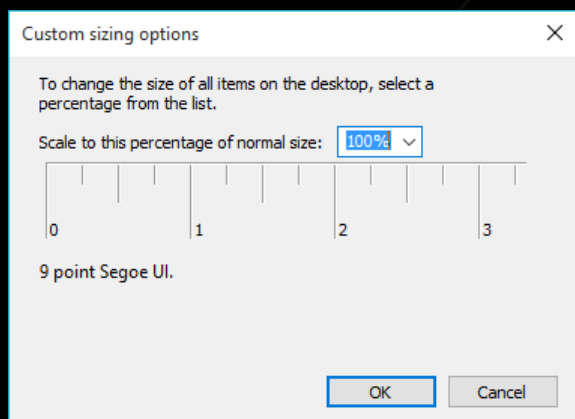 Custom sizing options
To change the size of all items on the desktop, select a
percentage from the list.
Scale to this percentage of normal size: 100%
0 1 2 3
9 point Segoe UI.
OK Cancel